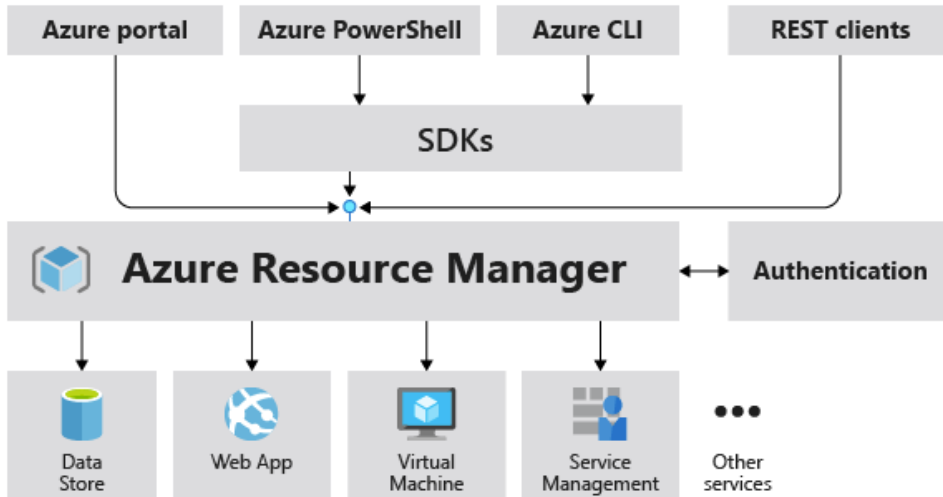 Azure portal
Azure PowerShell
Azure CLI
REST clients
SDKs
Azure Resource Manager
Authentication
Data
Store
Web App
Virtual
Machine
Service
Management
Other
services